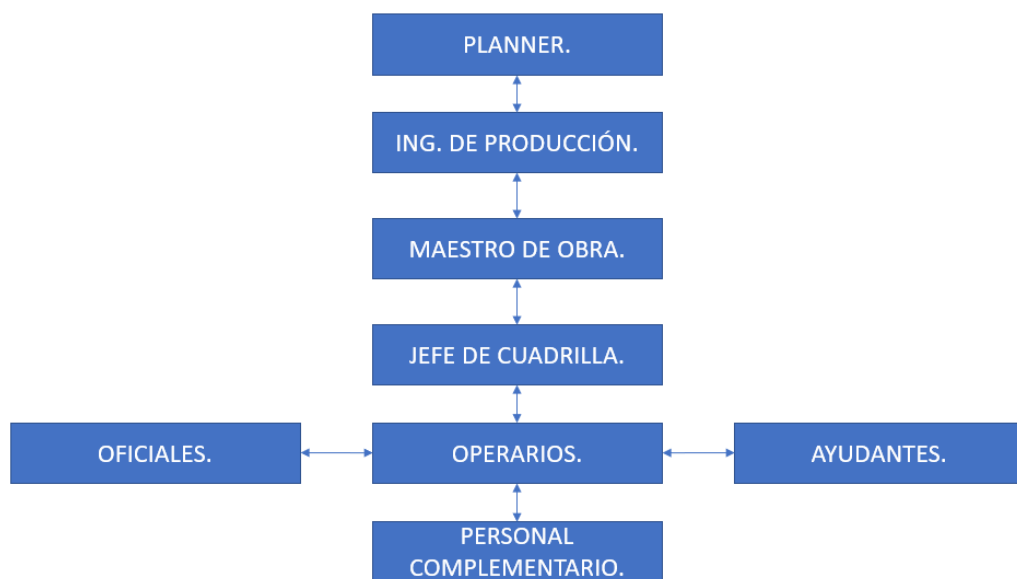 PLANNER.
ING. DE PRODUCCIÓN.
MAESTRO DE OBRA.
JEFE DE CUADRILLA.
OFICIALES.
OPERARIOS.
AYUDANTES.
PERSONAL
COMPLEMENTARIO.